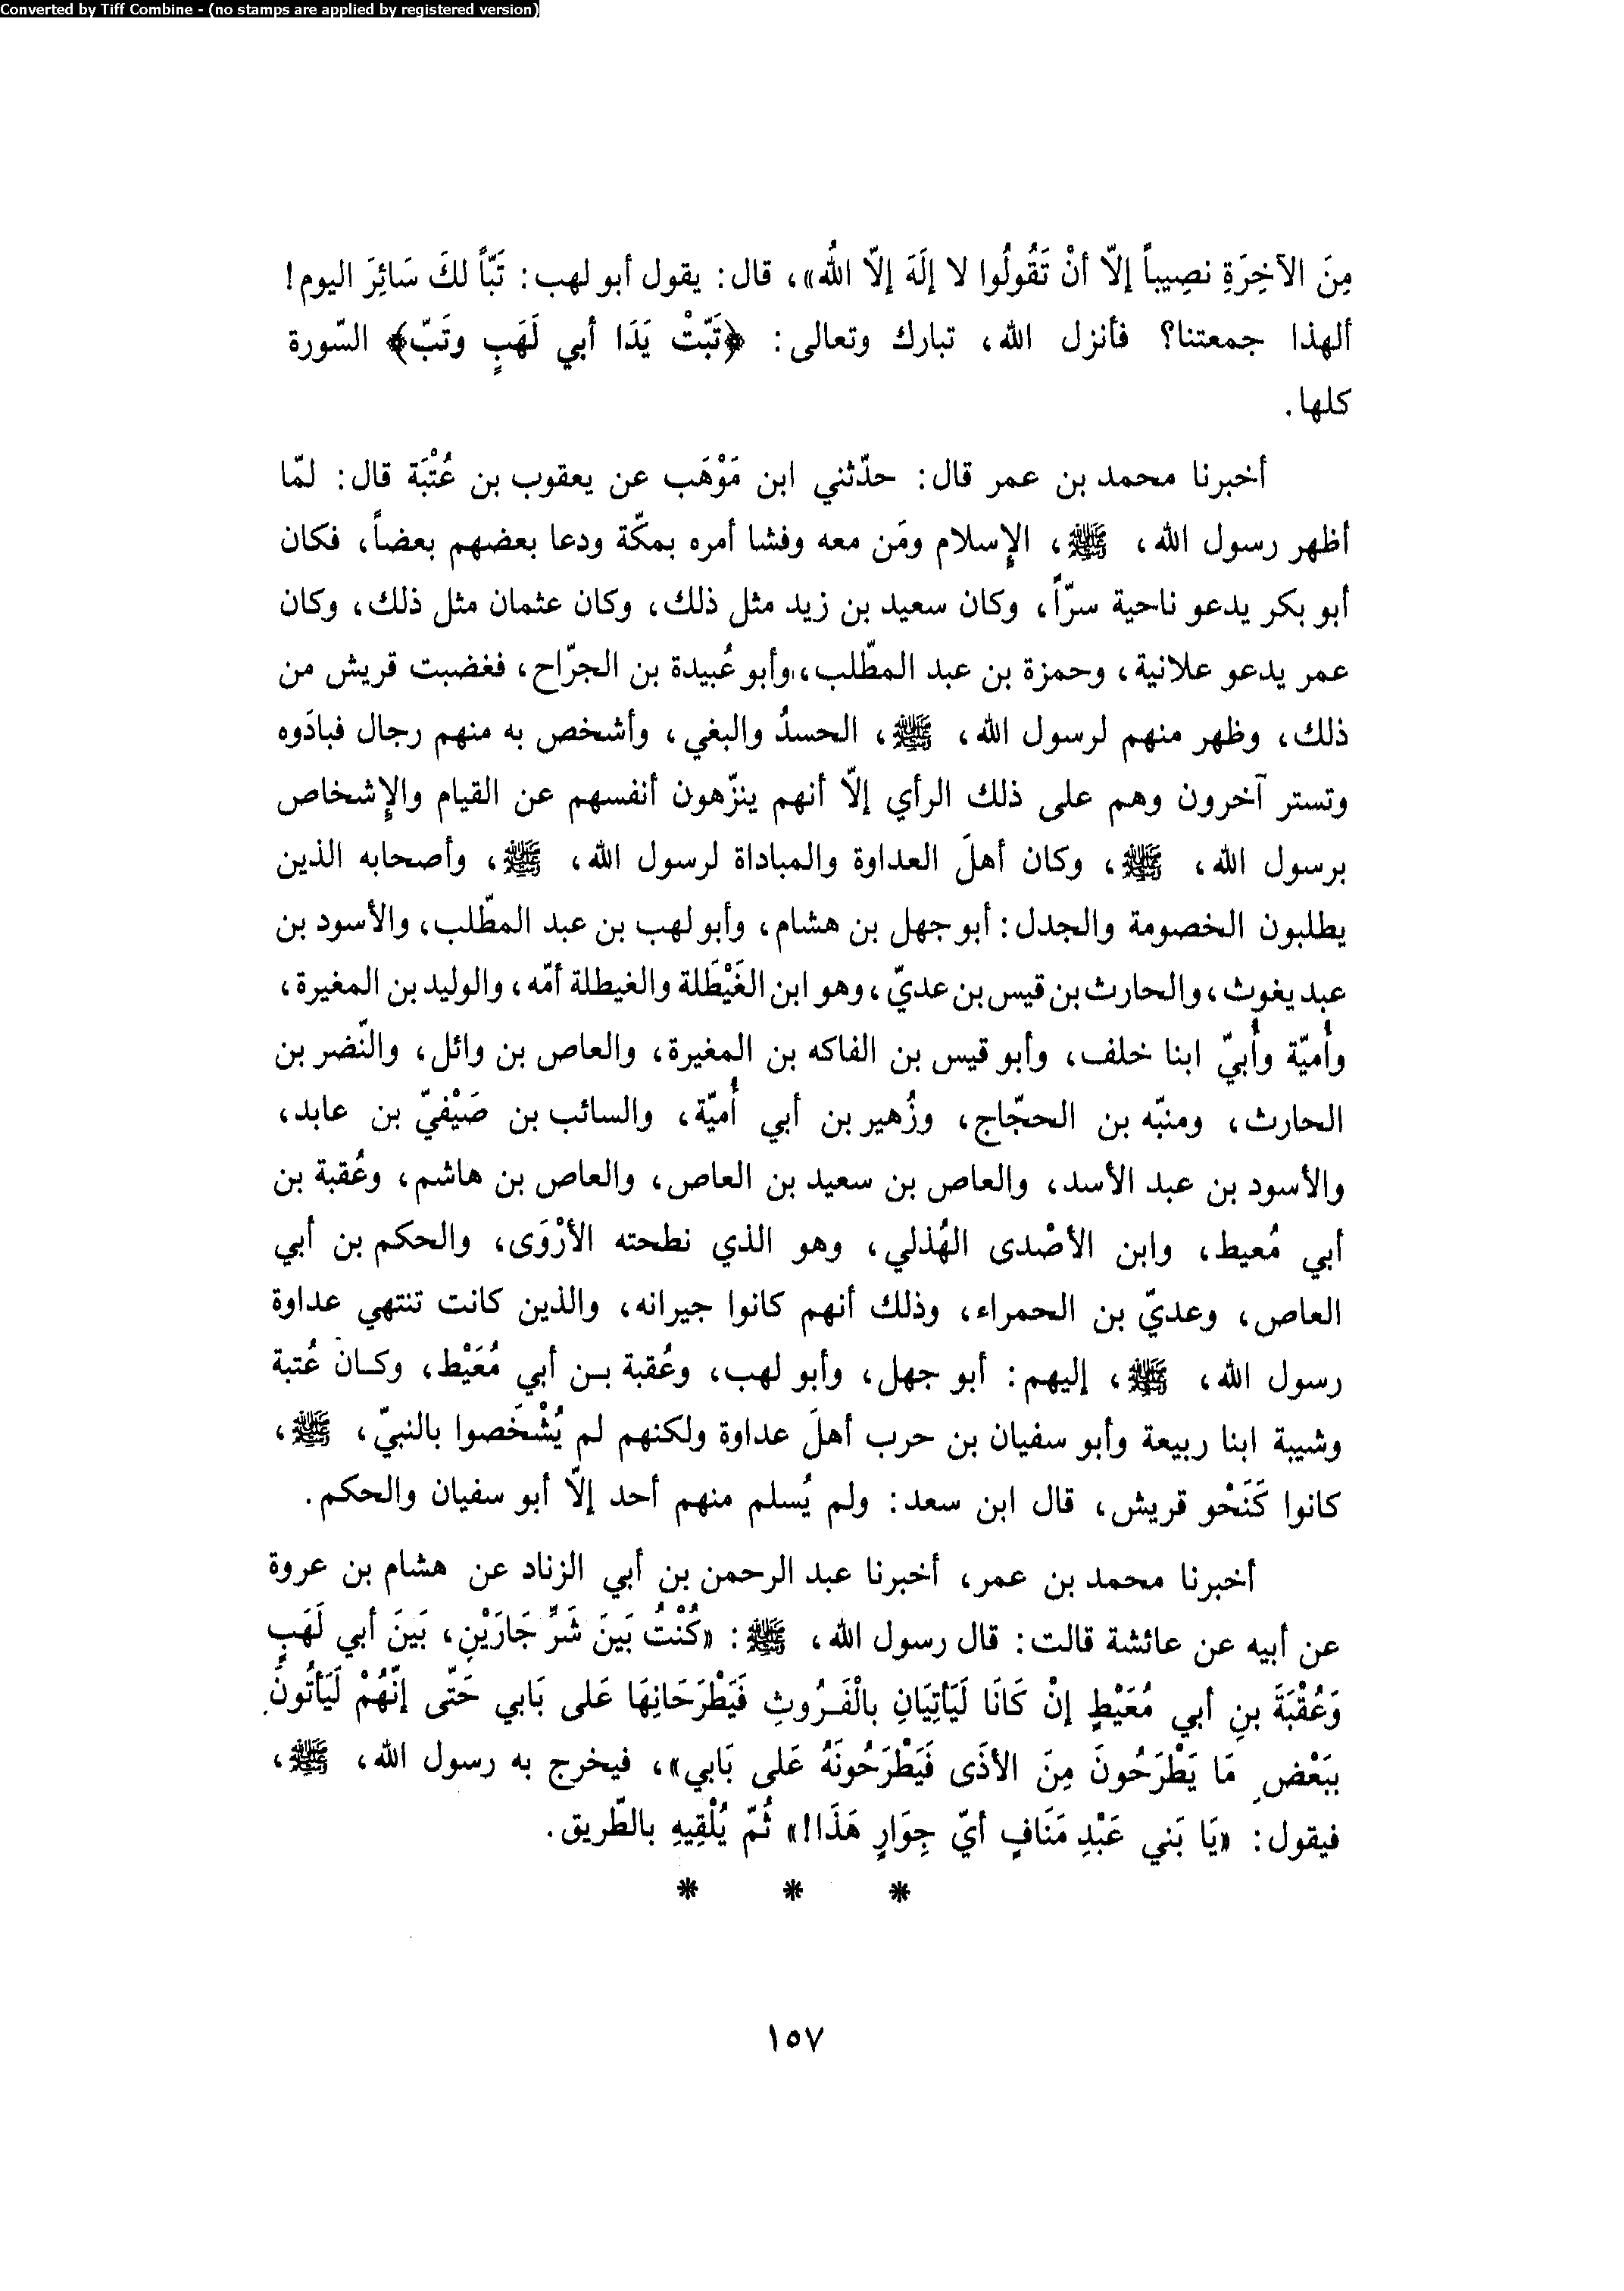 Converted by Tiff Combine - (no stamps are applied by registered version)
مِنَ الآخِرَةِ نصِيباً إلّا أنْ تَقُولُوا لا إلَهَ إلّا اللهُ»، قال: يقول أبو لهب: تَبّاً لكَ سَائِرَ اليوم!
ألهذا جمعتنا؟ فأنزل الله، تبارك وتعالى: ﴿تَبّتْ يَدَا أبي لَهَبٍ وتَبّ﴾ السّورة
كلها.
أخبرنا محمد بن عمر قال: حدّثني ابن مَوْهَب عن يعقوب بن عُتْبَة قال: لمّا
أظهر رسول الله، ﷺ، الإسلام ومَن معه وفشا أمره بمكّة ودعا بعضهم بعضاً، فكان
أبو بكر يدعو ناحية سرّاً، وكان سعيد بن زيد مثل ذلك، وكان عثمان مثل ذلك، وكان
عمر يدعو علانية، وحمزة بن عبد المطّلب، وأبو عُبيدة بن الجرّاح، فغضبت قريش من
ذلك، وظهر منهم لرسول الله، ﷺ، الحسدُ والبغي، وأشخص به منهم رجال فبادَوه
وتستر آخرون وهم على ذلك الرأي إلّا أنهم ينزّهون أنفسهم عن القيام والإشخاص
برسول الله، ﷺ، وكان أهلَ العداوة والمباداة لرسول الله، ﷺ، وأصحابه الذين
يطلبون الخصومة والجدل: أبو جهل بن هشام، وأبو لهب بن عبد المطّلب، والأسود بن
عبد يغوث، والحارث بن قيس بن عديّ، وهو ابن الغَيْطَلة والغيطلة أمّه، والوليد بن المغيرة،
وأُميّة وأُبيّ ابنا خلف، وأبو قيس بن الفاكه بن المغيرة، والعاص بن وائل، والنّضر بن
الحارث، ومنبّه بن الحجّاج، وزُهير بن أبي أُميّة، والسائب بن صَيْفيّ بن عابد،
والأسود بن عبد الأسد، والعاص بن سعيد بن العاص، والعاص بن هاشم، وعُقبة بن
أبي مُعيط، وابن الأصْدى الهُذلي، وهو الذي نطحته الأرْوَى، والحكم بن أبي
العاص، وعديّ بن الحمراء، وذلك أنهم كانوا جيرانه، والذين كانت تنتهي عداوة
رسول الله، ﷺ، إليهم: أبو جهل، وأبو لهب، وعُقبة بن أبي مُعَيْط، وكان عُتبة
وشيبة ابنا ربيعة وأبو سفيان بن حرب أهلَ عداوة ولكنهم لم يُشْخَصوا بالنبيّ، ﷺ،
كانوا كَنَحْو قريش، قال ابن سعد: ولم يُسلم منهم أحد إلّا أبو سفيان والحكم.
أخبرنا محمد بن عمر، أخبرنا عبد الرحمن بن أبي الزناد عن هشام بن عروة
عن أبيه عن عائشة قالت: قال رسول الله، ﷺ: «كُنْتُ بَينَ شَرِّ جَارَيْنِ، بَينَ أبي لَهَبٍ
وَعُقْبَةَ بنِ أبي مُعَيْطٍ إنْ كَانَا لَيَأتِيَانِ بالْفَرُوثِ فَيَطْرَحَانِهَا عَلى بَابي حَتّى إنّهُمْ لَيَأتُونَ
ببَعْضِ مَا يَطْرَحُونَ مِنَ الأذَى فَيَطْرَحُونَهُ عَلى بَابي»، فيخرج به رسول الله، ﷺ،
فيقول: «يَا بَني عَبْدِ مَنَافٍ أيّ جِوَارٍ هَذَا!» ثُمّ يُلْقِيهِ بالطّريق.
* * *
١٥٧